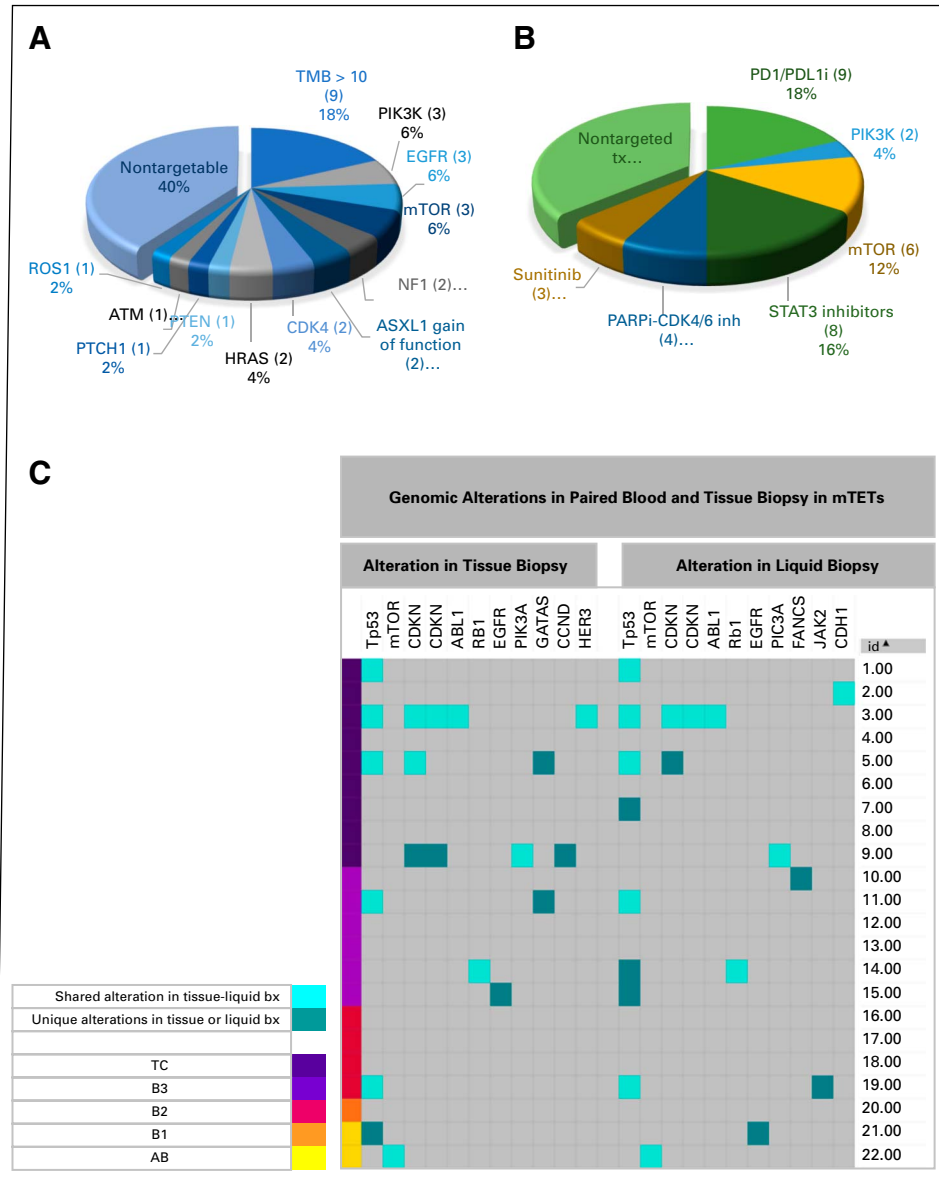 A
TMB > 10
(9)
18%
PIK3K (3)
6%
EGFR (3)
6%
mTOR (3)
6%
NF1 (2)...
ASXL1 gain
of function
(2)...
CDK4 (2)
4%
HRAS (2)
4%
PTEN (1)
2%
PTCH1 (1)
2%
ATM (1)...
ROS1 (1)
2%
Nontargetable
40%
B
PD1/PDL1i (9)
18%
PIK3K (2)
4%
mTOR (6)
12%
STAT3 inhibitors
(8)
16%
PARPi-CDK4/6 inh
(4)...
Sunitinib
(3)...
Nontargeted
tx...
C
Genomic Alterations in Paired Blood and Tissue Biopsy in mTETs
Alteration in Tissue Biopsy
Alteration in Liquid Biopsy
Tp53
mTOR
CDKN
CDKN
ABL1
RB1
EGFR
PIK3A
GATAS
CCND
HER3
Tp53
mTOR
CDKN
CDKN
ABL1
Rb1
EGFR
PIC3A
FANCS
JAK2
CDH1
id▲
1.00
2.00
3.00
4.00
5.00
6.00
7.00
8.00
9.00
10.00
11.00
12.00
13.00
14.00
15.00
16.00
17.00
18.00
19.00
20.00
21.00
22.00
Shared alteration in tissue-liquid bx
Unique alterations in tissue or liquid bx
TC
B3
B2
B1
AB